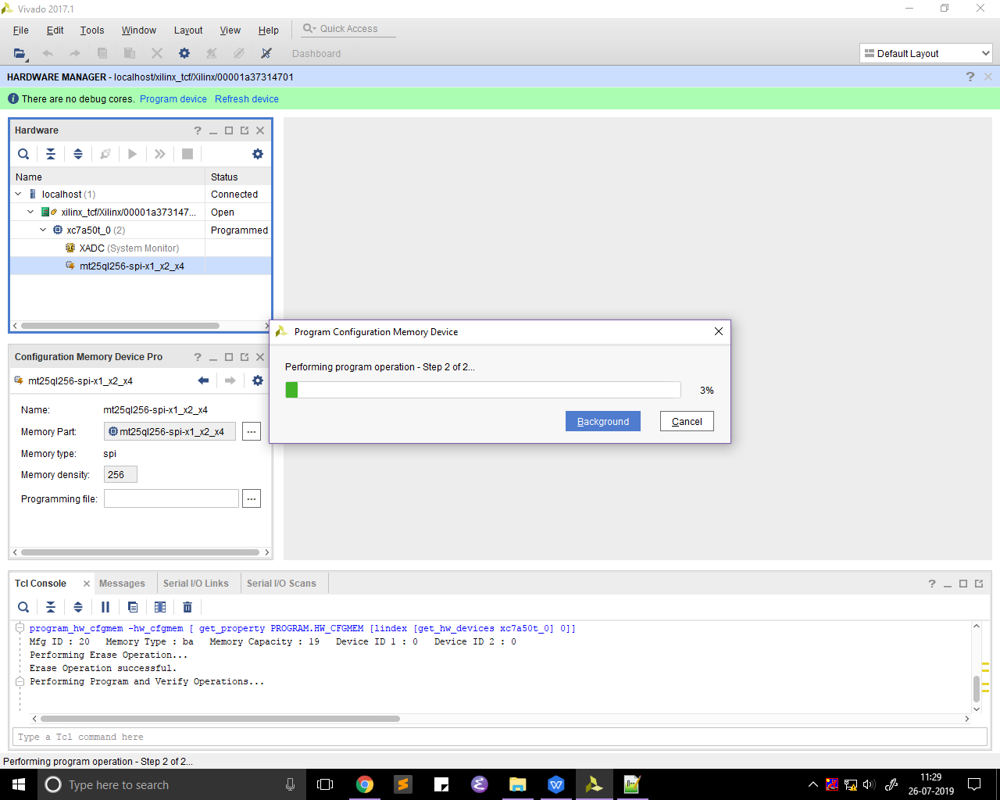 Vivado 2017.1
File Edit Tools Window Layout View Help Quick Access
Dashboard
Default Layout
HARDWARE MANAGER - localhost/xilinx_tcf/Xilinx/00001a37314701
There are no debug cores. Program device Refresh device
Hardware
Name Status
localhost (1) Connected
xilinx_tcf/Xilinx/00001a373147... Open
xc7a50t_0 (2) Programmed
XADC (System Monitor)
mt25ql256-spi-x1_x2_x4
Program Configuration Memory Device
Performing program operation - Step 2 of 2...
3%
Background Cancel
Configuration Memory Device Pro
mt25ql256-spi-x1_x2_x4
Name: mt25ql256-spi-x1_x2_x4
Memory Part: mt25ql256-spi-x1_x2_x4 ...
Memory type: spi
Memory density: 256
Programming file: ...
Tcl Console Messages Serial I/O Links Serial I/O Scans
program_hw_cfgmem -hw_cfgmem [ get_property PROGRAM.HW_CFGMEM [lindex [get_hw_devices xc7a50t_0] 0]]
Mfg ID : 20 Memory Type : ba Memory Capacity : 19 Device ID 1 : 0 Device ID 2 : 0
Performing Erase Operation...
Erase Operation successful.
Performing Program and Verify Operations...
Type a Tcl command here
Performing program operation - Step 2 of 2...
Type here to search
11:29
26-07-2019